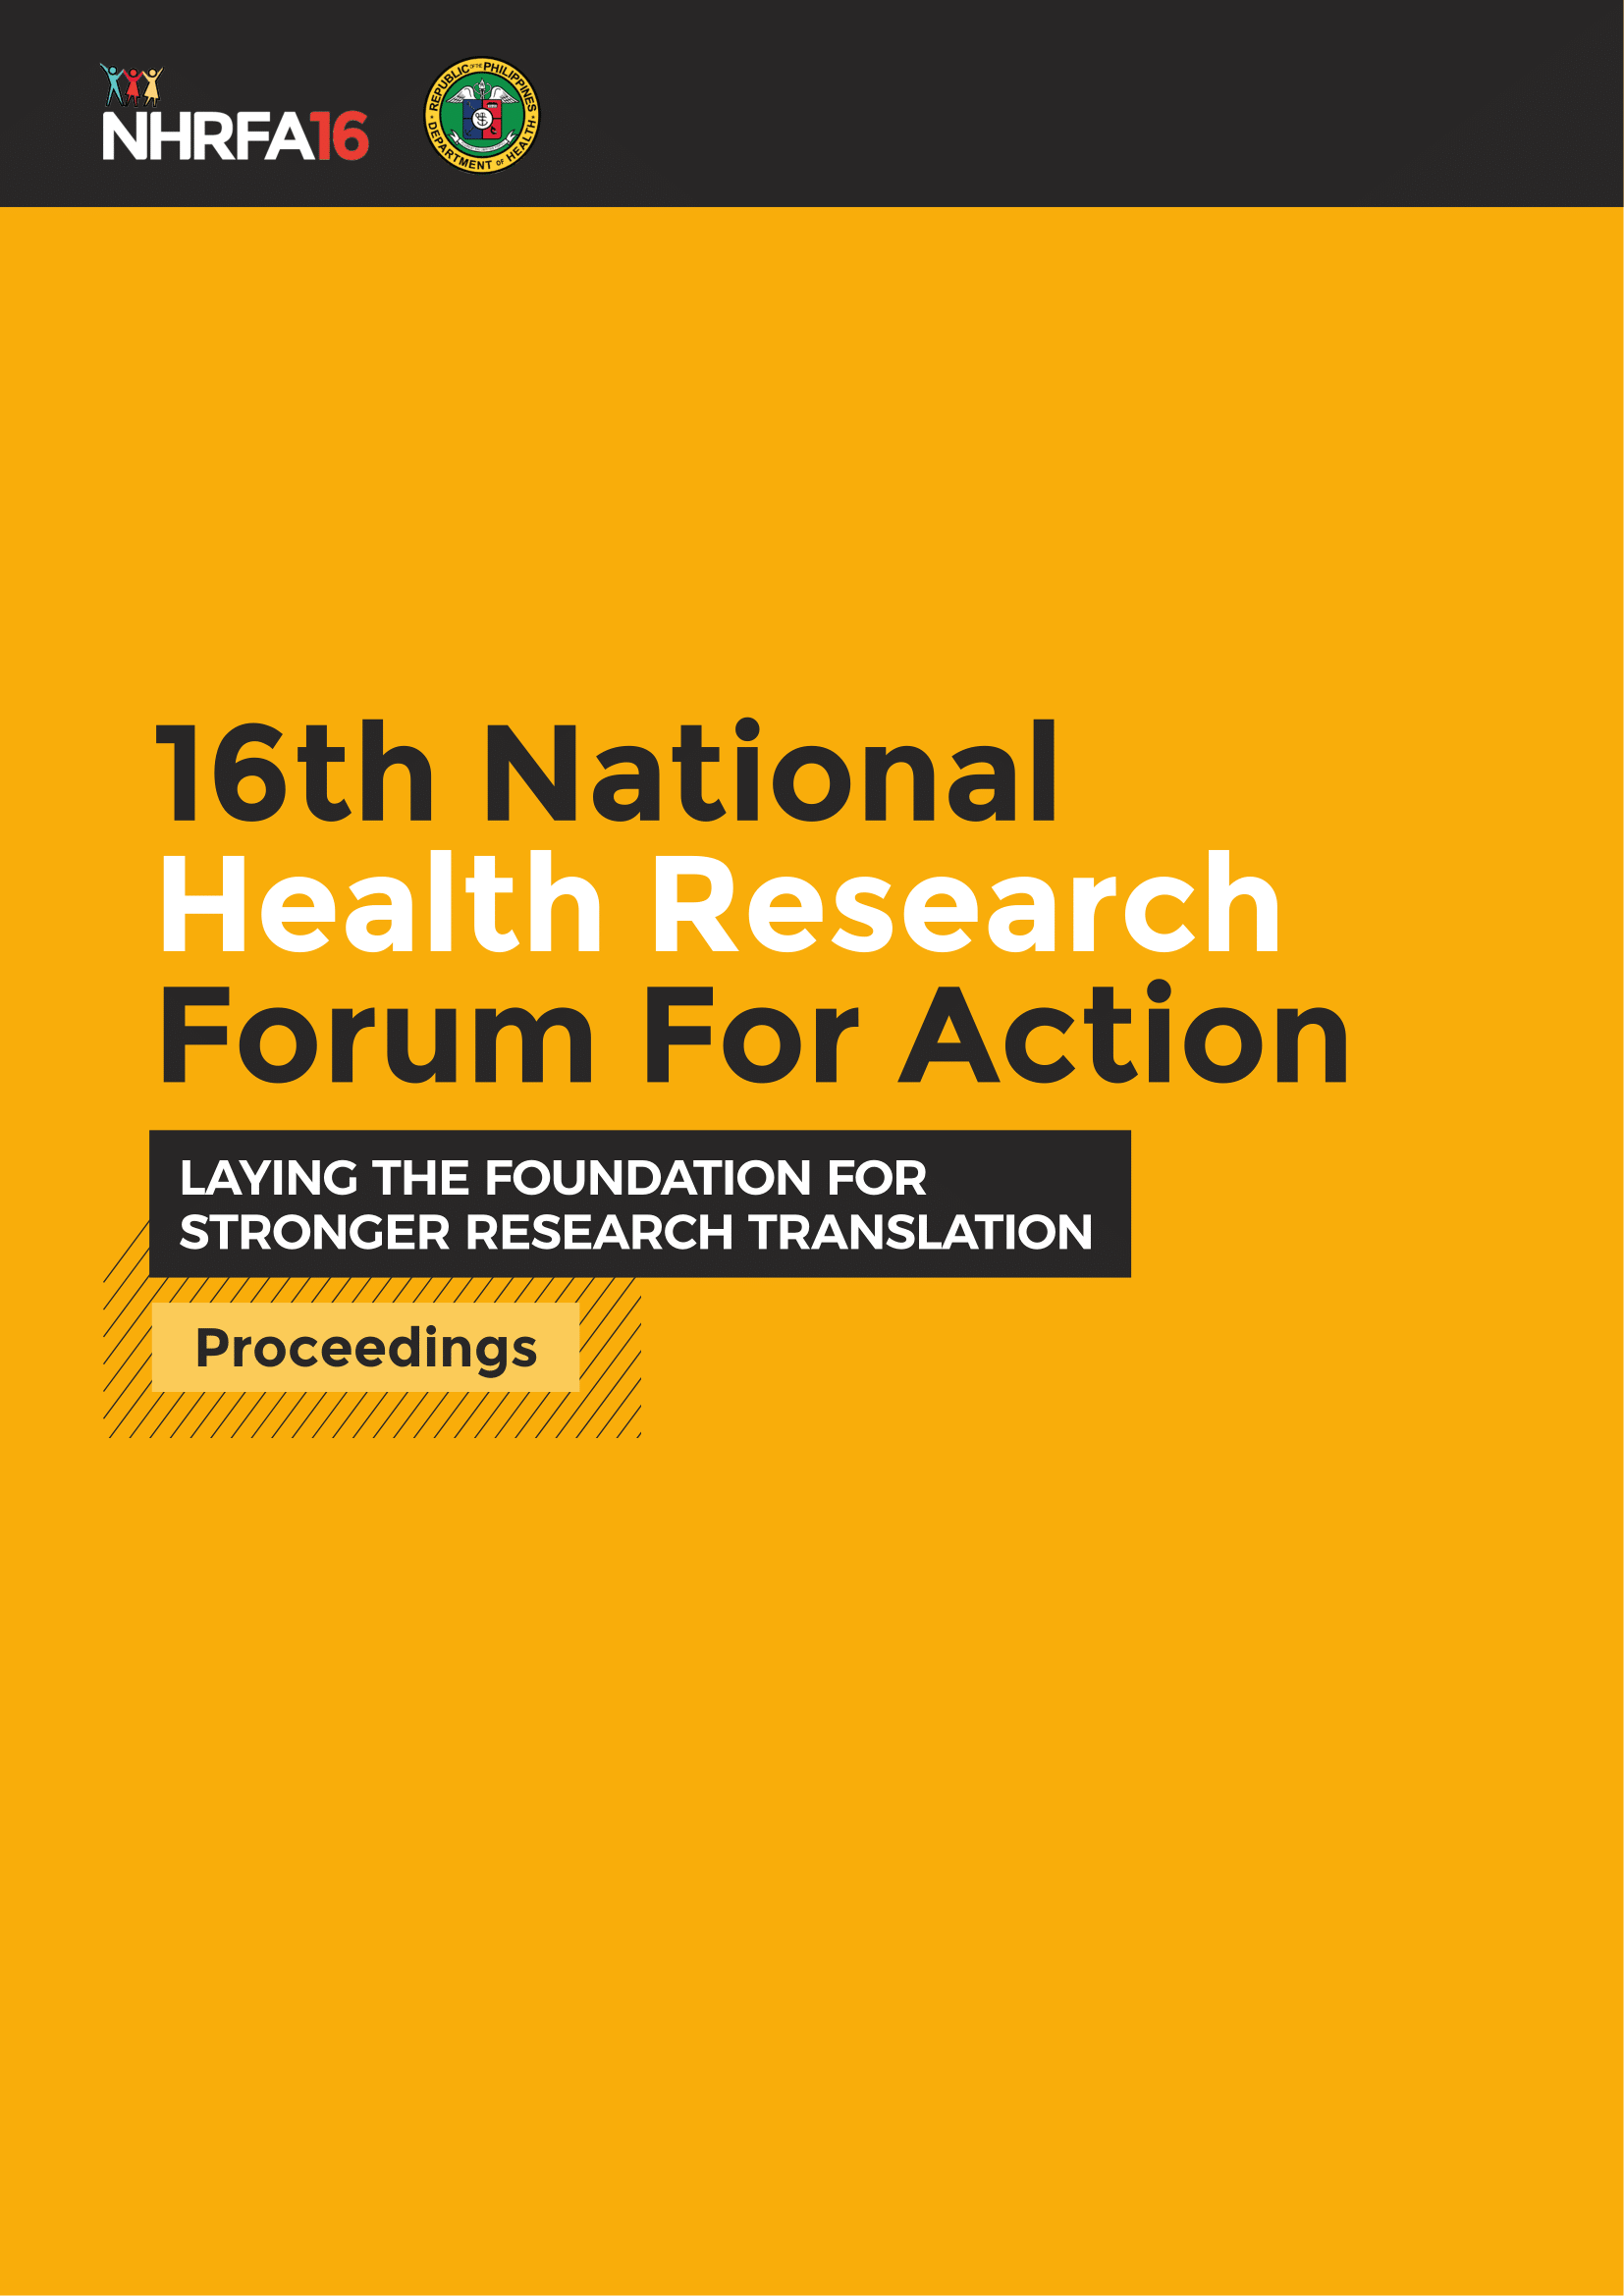 NHRFA16
REPUBLIC OF THE PHILIPPINES
DEPARTMENT OF HEALTH
16th National
Health Research
Forum For Action
LAYING THE FOUNDATION FOR
STRONGER RESEARCH TRANSLATION
Proceedings